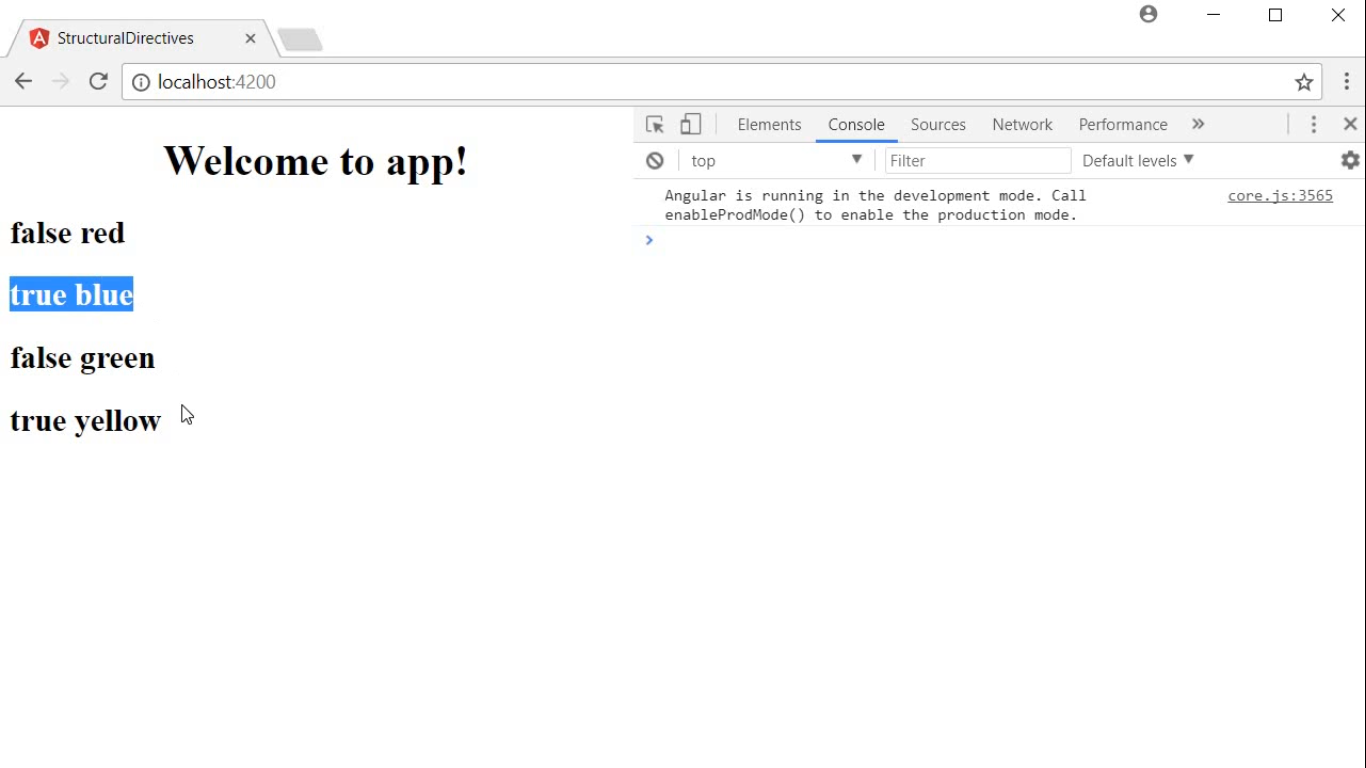 StructuralDirectives
localhost:4200
Welcome to app!
false red
true blue
false green
true yellow
Elements Console Sources Network Performance »
top Filter Default levels
Angular is running in the development mode. Call core.js:3565
enableProdMode() to enable the production mode.